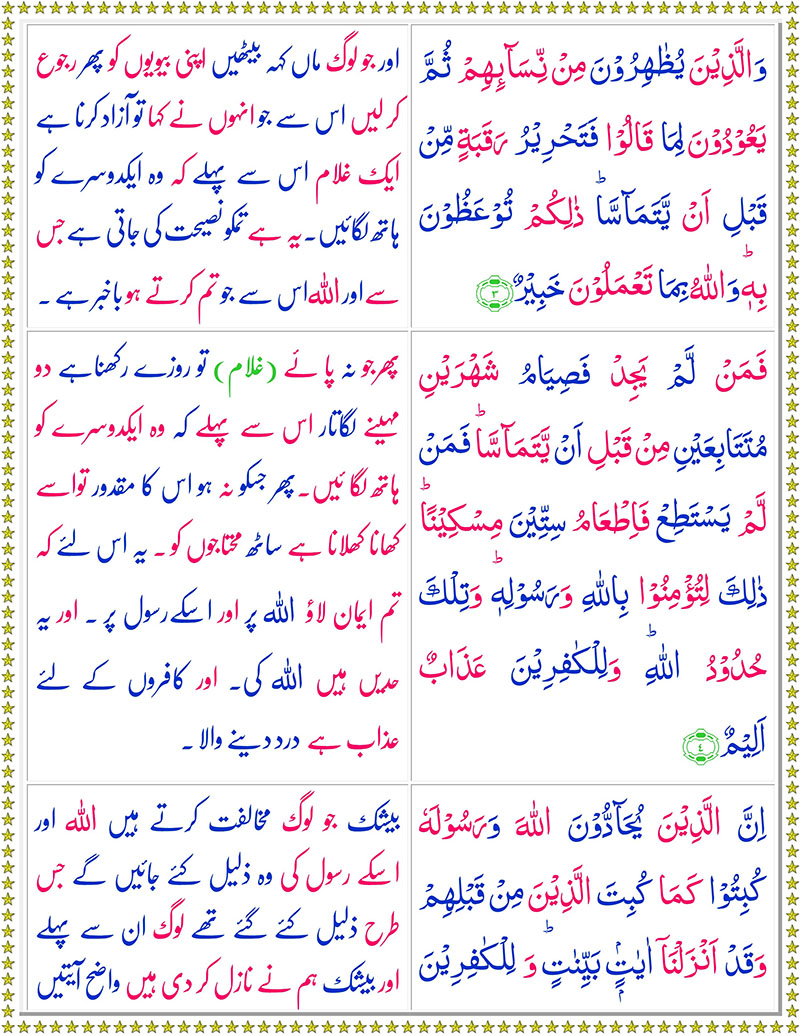 وَالَّذِيۡنَ يُظٰهِرُوۡنَ مِنۡ نِّسَآئِهِمۡ ثُمَّ
يَعُوۡدُوۡنَ لِمَا قَالُوۡا فَتَحۡرِيۡرُ رَقَبَةٍ مِّنۡ
قَبۡلِ اَنۡ يَّتَمَآسَّا ؕ ذٰلِكُمۡ تُوۡعَظُوۡنَ
بِهٖ ؕ وَاللّٰهُ بِمَا تَعۡمَلُوۡنَ خَبِيۡرٌ ۳
اور جو لوگ ماں کہہ بیٹھیں اپنی بیویوں کو پھر رجوع
کر لیں اس سے جو انہوں نے کہا تو آزاد کرنا ہے
ایک غلام اس سے پہلے کہ وہ ایکدوسرے کو
ہاتھ لگائیں۔ یہ ہے تمکو نصیحت کی جاتی ہے جس
سے اور اللہ اس سے جو تم کرتے ہو باخبر ہے ۔
فَمَنۡ لَّمۡ يَجِدۡ فَصِيَامُ شَهۡرَيۡنِ
مُتَتَابِعَيۡنِ مِنۡ قَبۡلِ اَنۡ يَّتَمَآسَّا ؕ فَمَنۡ
لَّمۡ يَسۡتَطِعۡ فَاِطۡعَامُ سِتِّيۡنَ مِسۡكِيۡنًا ؕ
ذٰلِكَ لِتُؤۡمِنُوۡا بِاللّٰهِ وَرَسُوۡلِهٖ ؕ وَتِلۡكَ
حُدُوۡدُ اللّٰهِ ؕ وَلِلۡكٰفِرِيۡنَ عَذَابٌ
اَلِيۡمٌ ۴
پھر جو نہ پائے (غلام) تو روزے رکھنا ہے دو
مہینے لگاتار اس سے پہلے کہ وہ ایکدوسرے کو
ہاتھ لگائیں۔ پھر جسکو نہ ہو اس کا مقدور تو اسے
کھانا کھلانا ہے ساٹھ محتاجوں کو ۔ یہ اس لئے کہ
تم ایمان لاؤ اللہ پر اور اسکے رسول پر ۔ اور یہ
حدیں ہیں اللہ کی۔ اور کافروں کے لئے
عذاب ہے درد دینے والا ۔
اِنَّ الَّذِيۡنَ يُحَآدُّوۡنَ اللّٰهَ وَرَسُوۡلَهٗ
كُبِتُوۡا كَمَا كُبِتَ الَّذِيۡنَ مِنۡ قَبۡلِهِمۡ
وَقَدۡ اَنۡزَلۡنَاۤ اٰيٰتٍۭ بَيِّنٰتٍ ؕ وَ لِلۡكٰفِرِيۡنَ
بیشک جو لوگ مخالفت کرتے ہیں اللہ اور
اسکے رسول کی وہ ذلیل کئے جائیں گے جس
طرح ذلیل کئے گئے تھے لوگ ان سے پہلے
اور بیشک ہم نے نازل کر دی ہیں واضح آیتیں